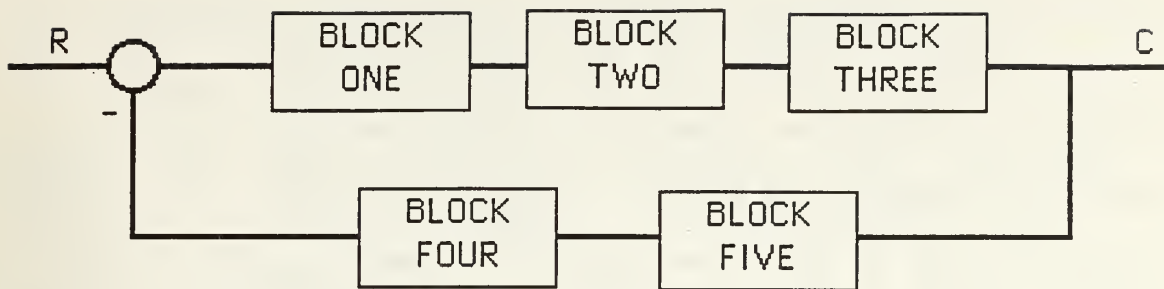 R
BLOCK
ONE
BLOCK
TWO
BLOCK
THREE
C
-
BLOCK
FOUR
BLOCK
FIVE